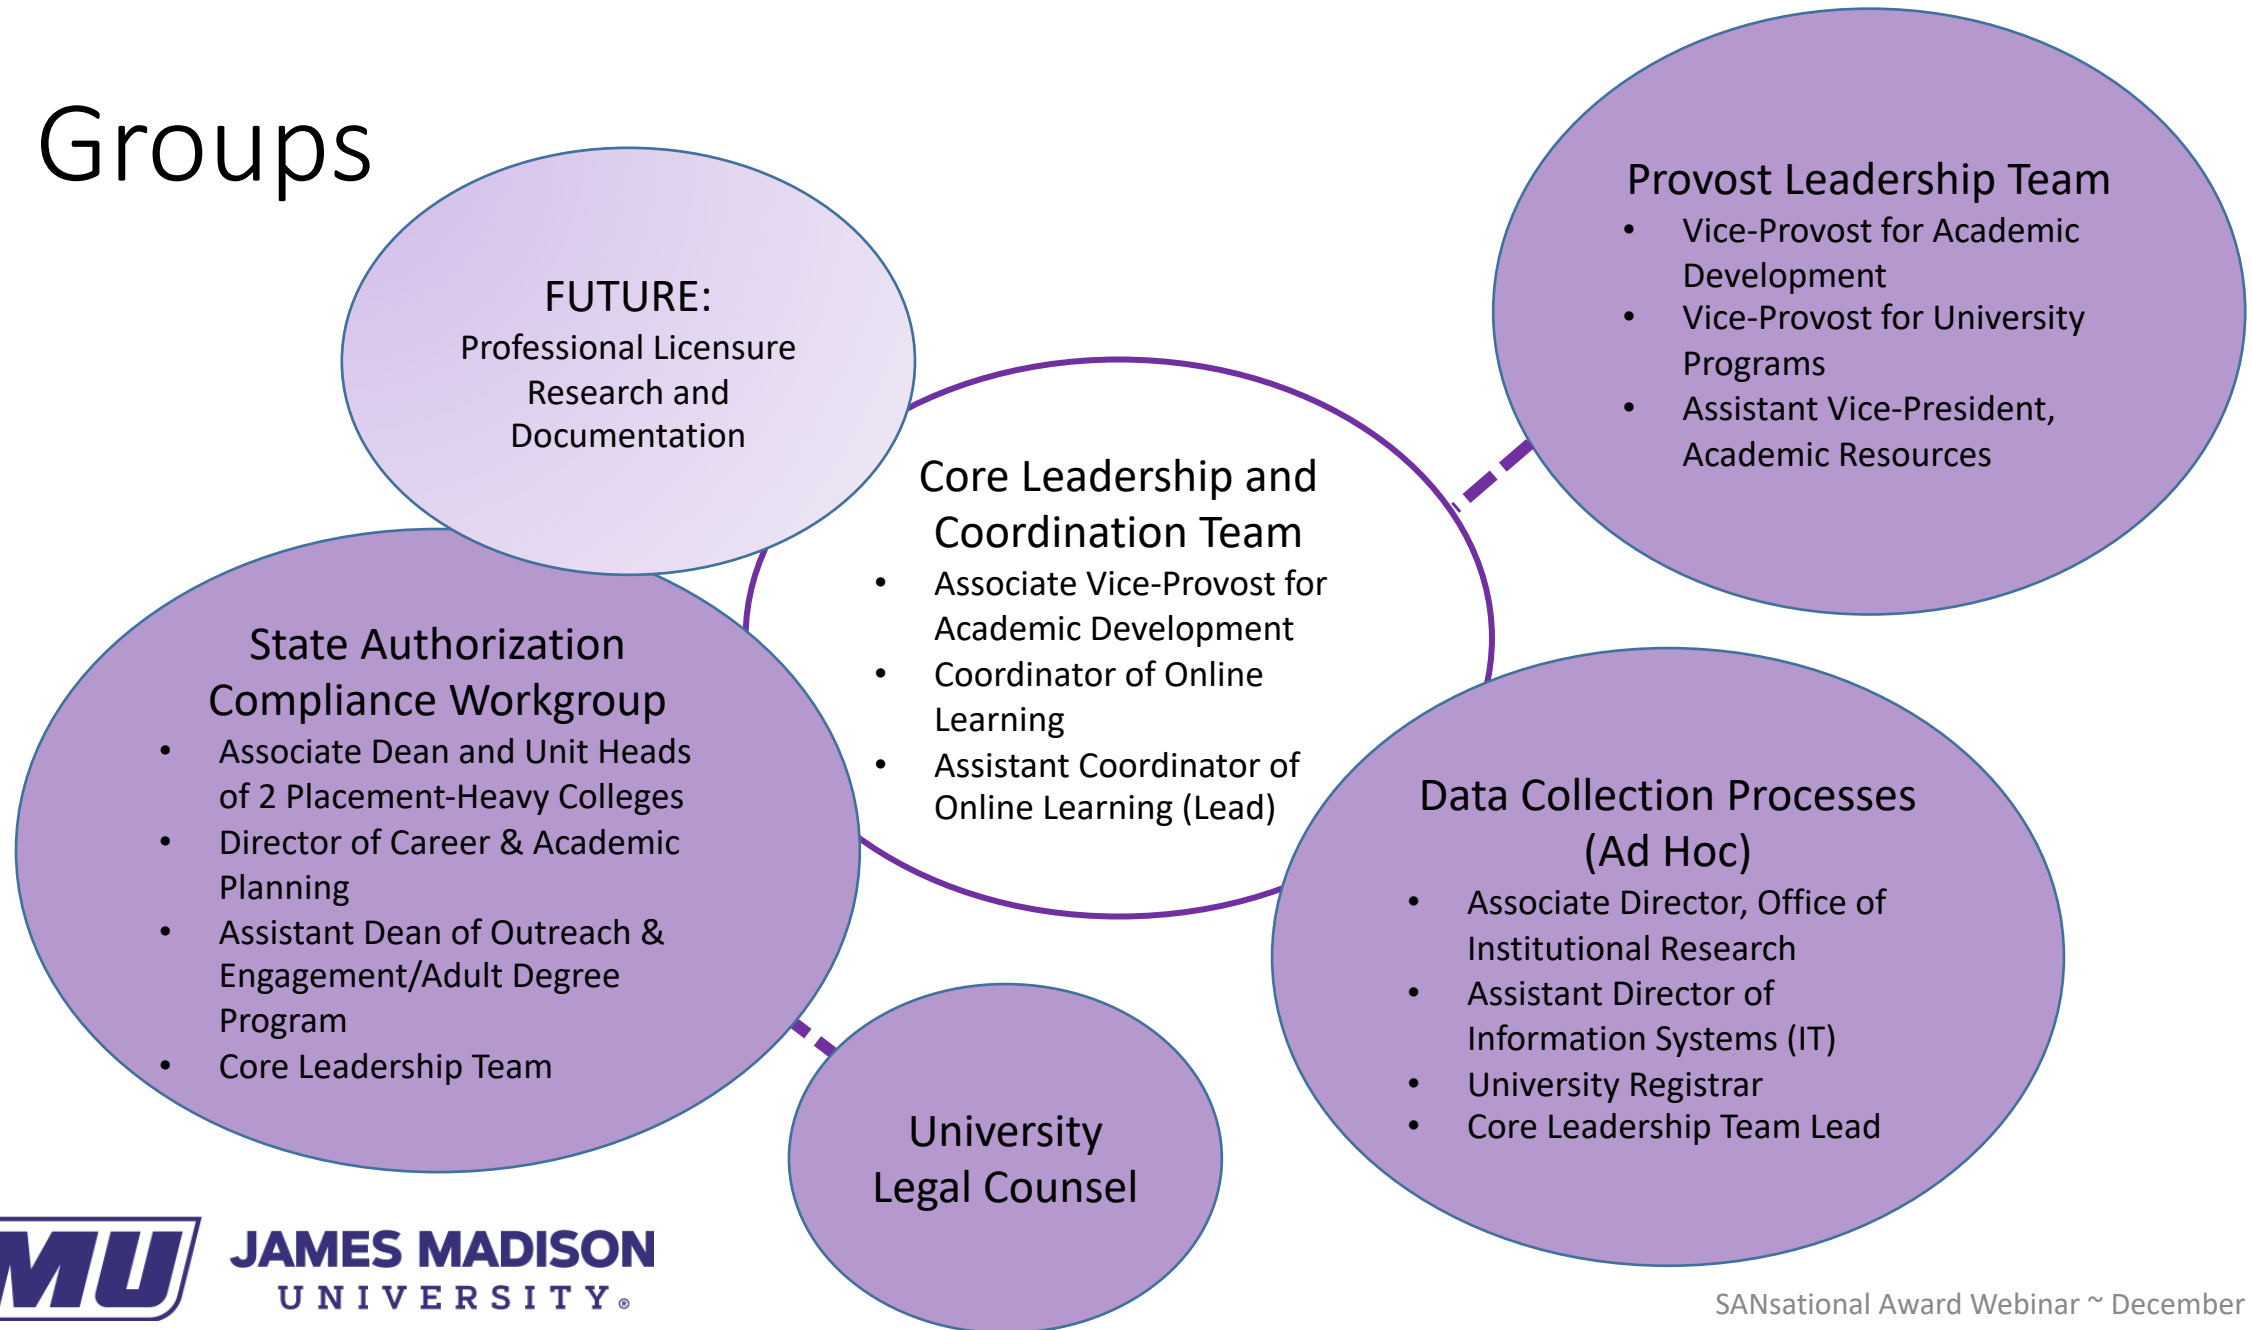 Groups
FUTURE:
Professional Licensure
Research and
Documentation
Provost Leadership Team
• Vice-Provost for Academic
Development
• Vice-Provost for University
Programs
• Assistant Vice-President,
Academic Resources
Core Leadership and
Coordination Team
• Associate Vice-Provost for
Academic Development
• Coordinator of Online
Learning
• Assistant Coordinator of
Online Learning (Lead)
State Authorization
Compliance Workgroup
• Associate Dean and Unit Heads
of 2 Placement-Heavy Colleges
• Director of Career & Academic
Planning
• Assistant Dean of Outreach &
Engagement/Adult Degree
Program
• Core Leadership Team
Data Collection Processes
(Ad Hoc)
• Associate Director, Office of
Institutional Research
• Assistant Director of
Information Systems (IT)
• University Registrar
• Core Leadership Team Lead
University
Legal Counsel
MU
JAMES MADISON
UNIVERSITY®
SANsational Award Webinar ~ December